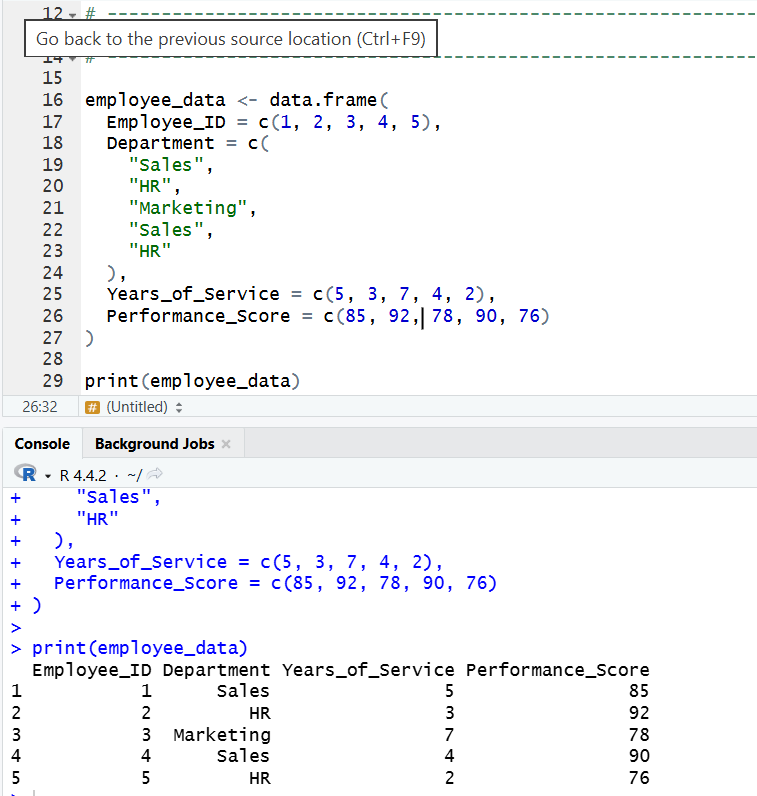 12 # ------------------------------------------------------------
Go back to the previous source location (Ctrl+F9)
14 # ------------------------------------------------------------
15
16 employee_data <- data.frame(
17   Employee_ID = c(1, 2, 3, 4, 5),
18   Department = c(
19     "Sales",
20     "HR",
21     "Marketing",
22     "Sales",
23     "HR"
24   ),
25   Years_of_Service = c(5, 3, 7, 4, 2),
26   Performance_Score = c(85, 92, 78, 90, 76)
27 )
28
29 print(employee_data)
26:32 # (Untitled)
Console Background Jobs
R R 4.4.2 · ~/
+     "Sales",
+     "HR"
+   ),
+   Years_of_Service = c(5, 3, 7, 4, 2),
+   Performance_Score = c(85, 92, 78, 90, 76)
+ )
>
> print(employee_data)
  Employee_ID Department Years_of_Service Performance_Score
1           1      Sales                5                85
2           2         HR                3                92
3           3  Marketing                7                78
4           4      Sales                4                90
5           5         HR                2                76
>